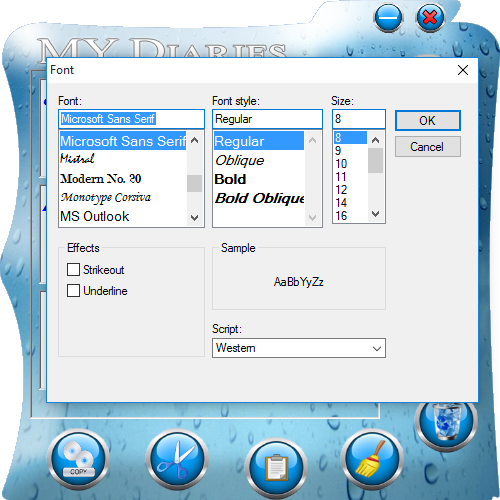 MY DIARIES
Font
Font: Font style: Size:
Microsoft Sans Serif Regular 8 OK
Microsoft Sans Serif Regular 8 Cancel
Mistral Oblique 9
Modern No. 20 Bold 10
Monotype Corsiva Bold Oblique 11
MS Outlook 12
14
16
Effects Sample
Strikeout
Underline
AaBbYyZz
Script:
Western
COPY